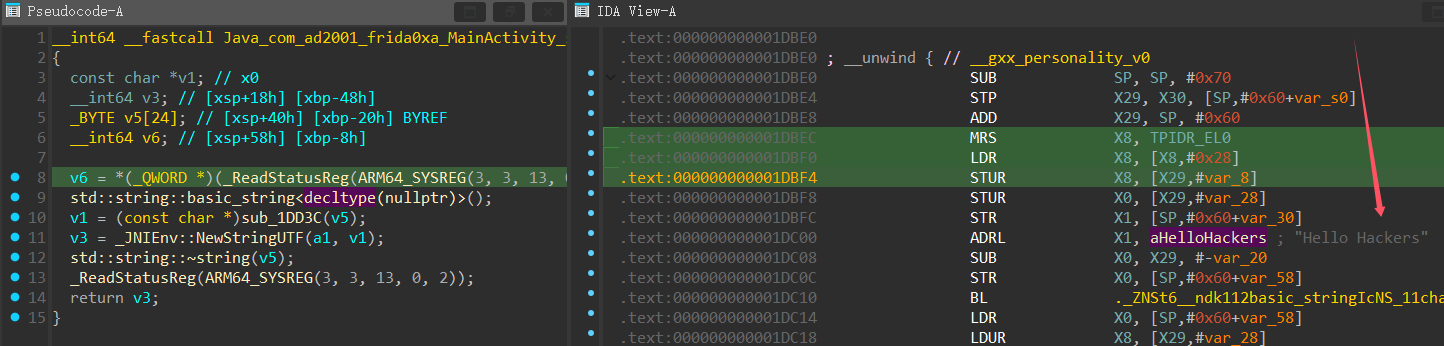 Pseudocode-A
1 __int64 __fastcall Java_com_ad2001_frida0xa_MainActivity_
2 {
3 const char *v1; // x0
4 __int64 v3; // [xsp+18h] [xbp-48h]
5 _BYTE v5[24]; // [xsp+40h] [xbp-20h] BYREF
6 __int64 v6; // [xsp+58h] [xbp-8h]
7
8 v6 = *(_QWORD *)(_ReadStatusReg(ARM64_SYSREG(3, 3, 13, 0
9 std::string::basic_string<decltype(nullptr)>();
10 v1 = (const char *)sub_1DD3C(v5);
11 v3 = _JNIEnv::NewStringUTF(a1, v1);
12 std::string::~string(v5);
13 _ReadStatusReg(ARM64_SYSREG(3, 3, 13, 0, 2));
14 return v3;
15 }
IDA View-A
.text:000000000001DBE0
.text:000000000001DBE0 ; __unwind { // __gxx_personality_v0
.text:000000000001DBE0 SUB SP, SP, #0x70
.text:000000000001DBE4 STP X29, X30, [SP,#0x60+var_s0]
.text:000000000001DBE8 ADD X29, SP, #0x60
.text:000000000001DBEC MRS X8, TPIDR_EL0
.text:000000000001DBF0 LDR X8, [X8,#0x28]
.text:000000000001DBF4 STUR X8, [X29,#var_8]
.text:000000000001DBF8 STUR X0, [X29,#var_28]
.text:000000000001DBFC STR X1, [SP,#0x60+var_30]
.text:000000000001DC00 ADRL X1, aHelloHackers ; "Hello Hackers"
.text:000000000001DC08 SUB X0, X29, #-var_20
.text:000000000001DC0C STR X0, [SP,#0x60+var_58]
.text:000000000001DC10 BL ._ZNSt6__ndk112basic_stringIcNS_11cha
.text:000000000001DC14 LDR X0, [SP,#0x60+var_58]
.text:000000000001DC18 LDUR X8, [X29,#var_28]